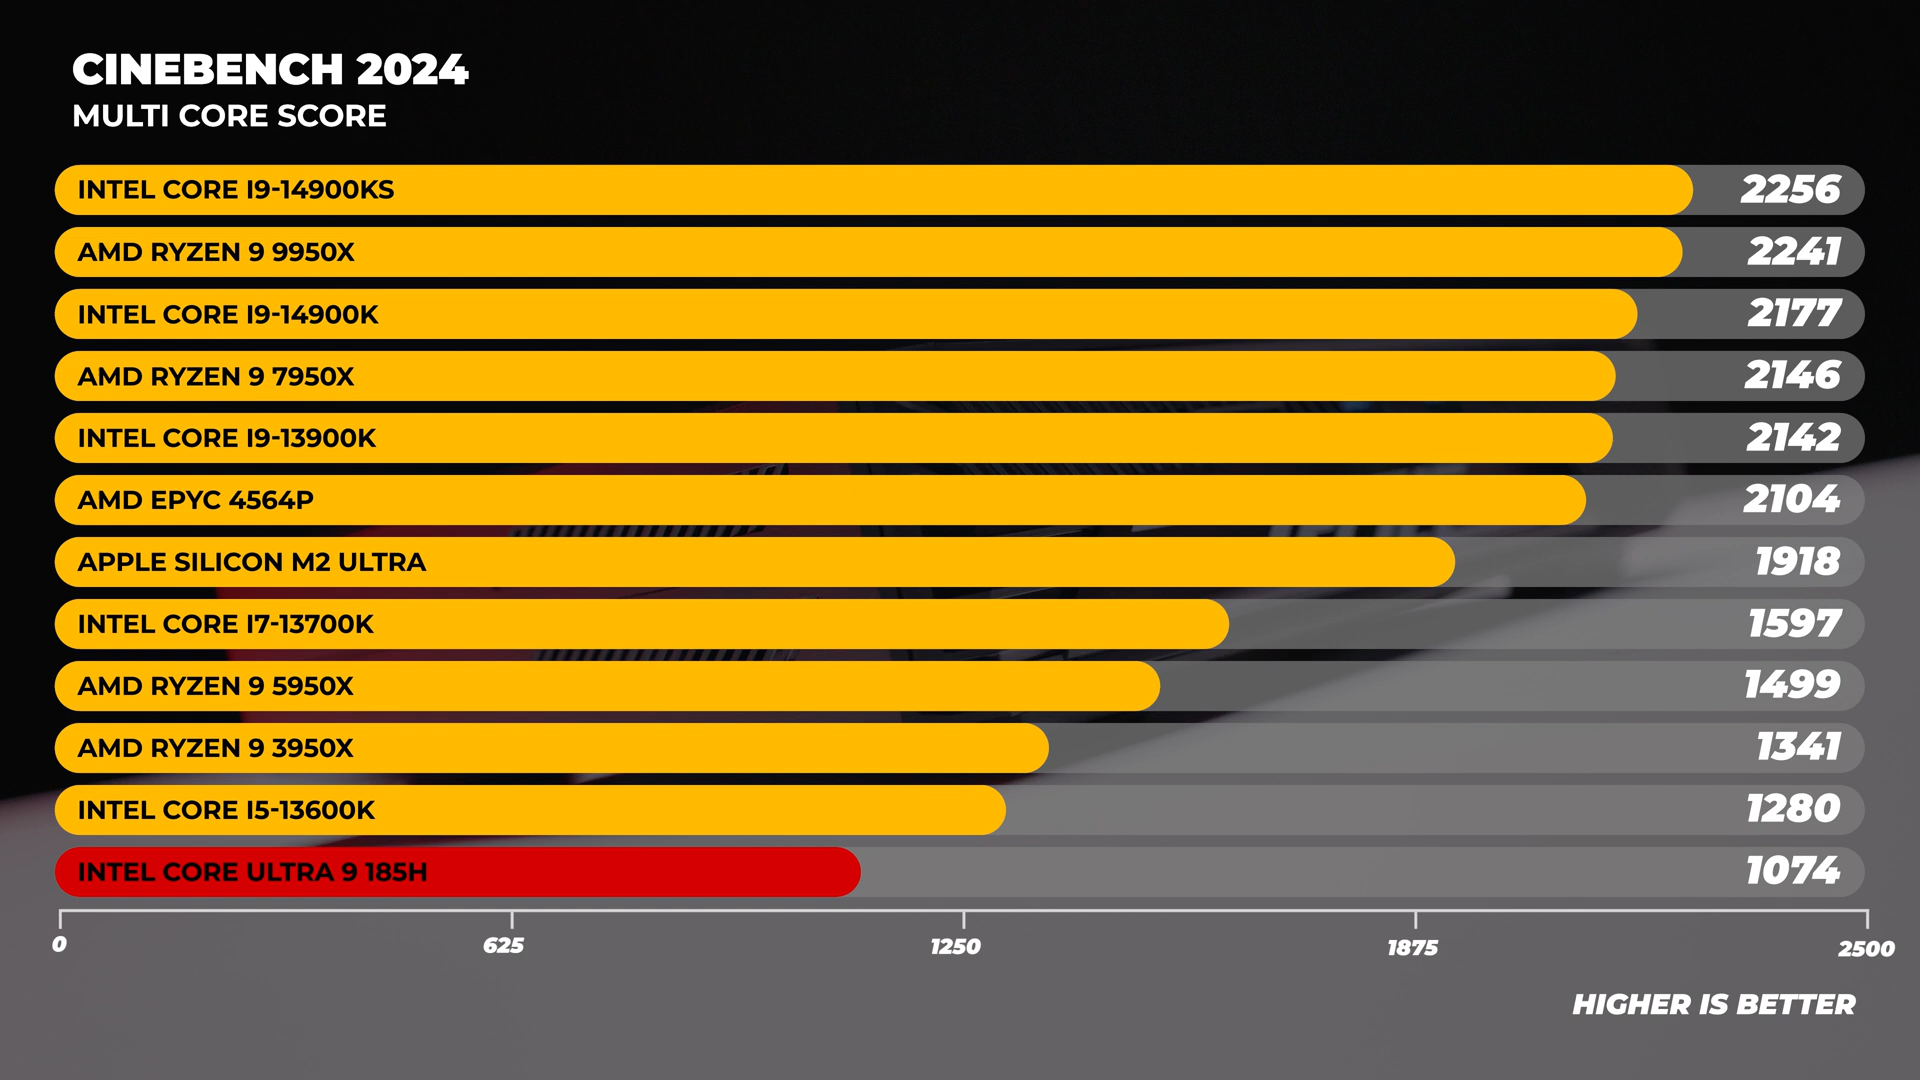 CINEBENCH 2024
MULTI CORE SCORE
INTEL CORE I9-14900KS 2256
AMD RYZEN 9 9950X 2241
INTEL CORE I9-14900K 2177
AMD RYZEN 9 7950X 2146
INTEL CORE I9-13900K 2142
AMD EPYC 4564P 2104
APPLE SILICON M2 ULTRA 1918
INTEL CORE I7-13700K 1597
AMD RYZEN 9 5950X 1499
AMD RYZEN 9 3950X 1341
INTEL CORE I5-13600K 1280
INTEL CORE ULTRA 9 185H 1074
0 625 1250 1875 2500
HIGHER IS BETTER